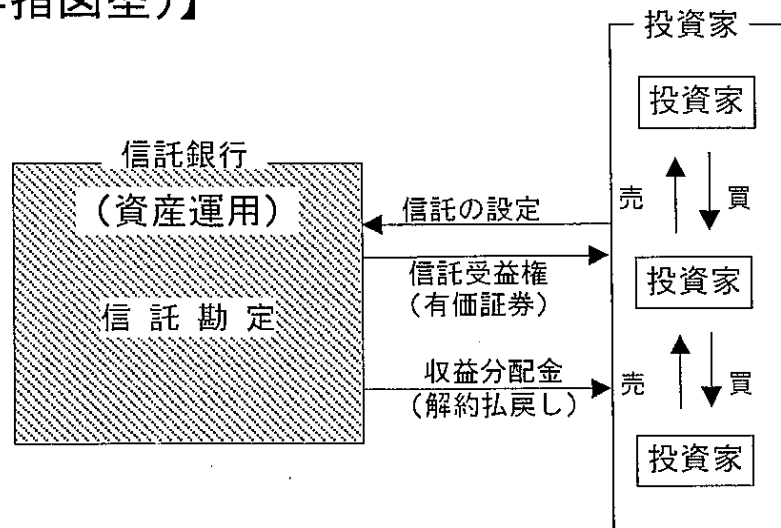 指図型)】
投資家
投資家
信託銀行
(資産運用)
信託勘定
信託の設定
売
買
信託受益権
(有価証券)
投資家
収益分配金
(解約払戻し)
売
買
投資家